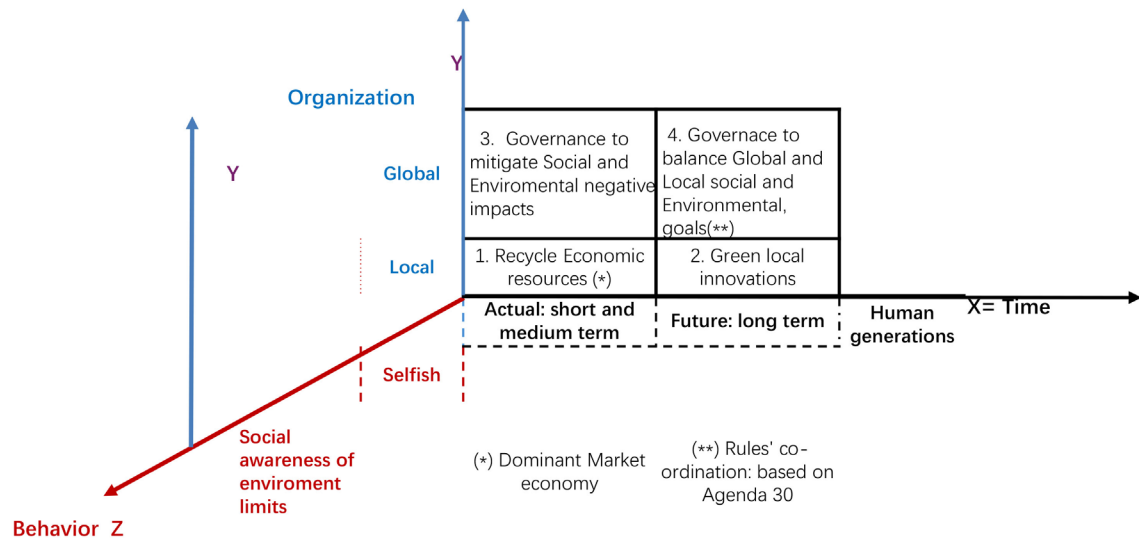 Y
Organization
Y
Global
Local
3. Governance to
mitigate Social and
Enviromental negative
impacts
4. Governace to
balance Global and
Local social and
Environmental,
goals(**)
1. Recycle Economic
resources (*)
2. Green local
innovations
X= Time
Actual: short and
medium term
Future: long term
Human
generations
Selfish
Social
awareness of
enviroment
limits
Behavior Z
(*) Dominant Market
economy
(**) Rules' co-
ordination: based on
Agenda 30